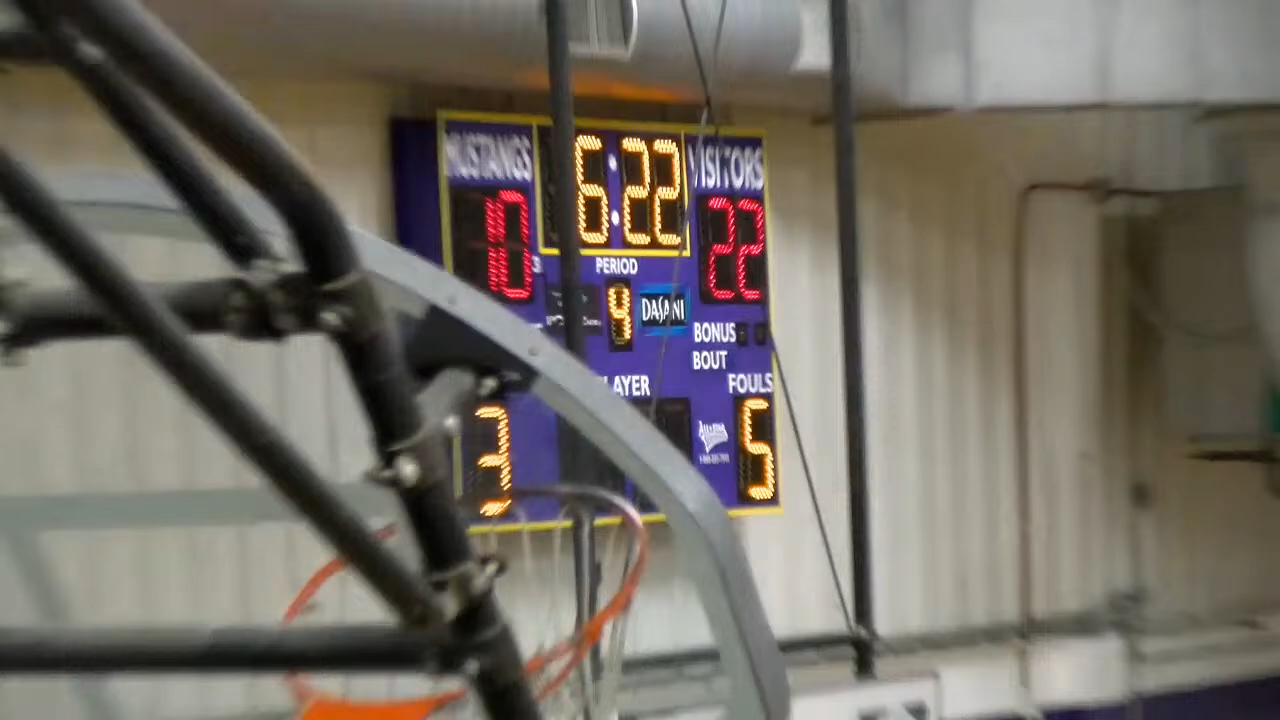 MUSTANGS 6:22 VISITORS
10 22
PERIOD
4 DASANI
BONUS
BOUT
LAYER FOULS
3 5